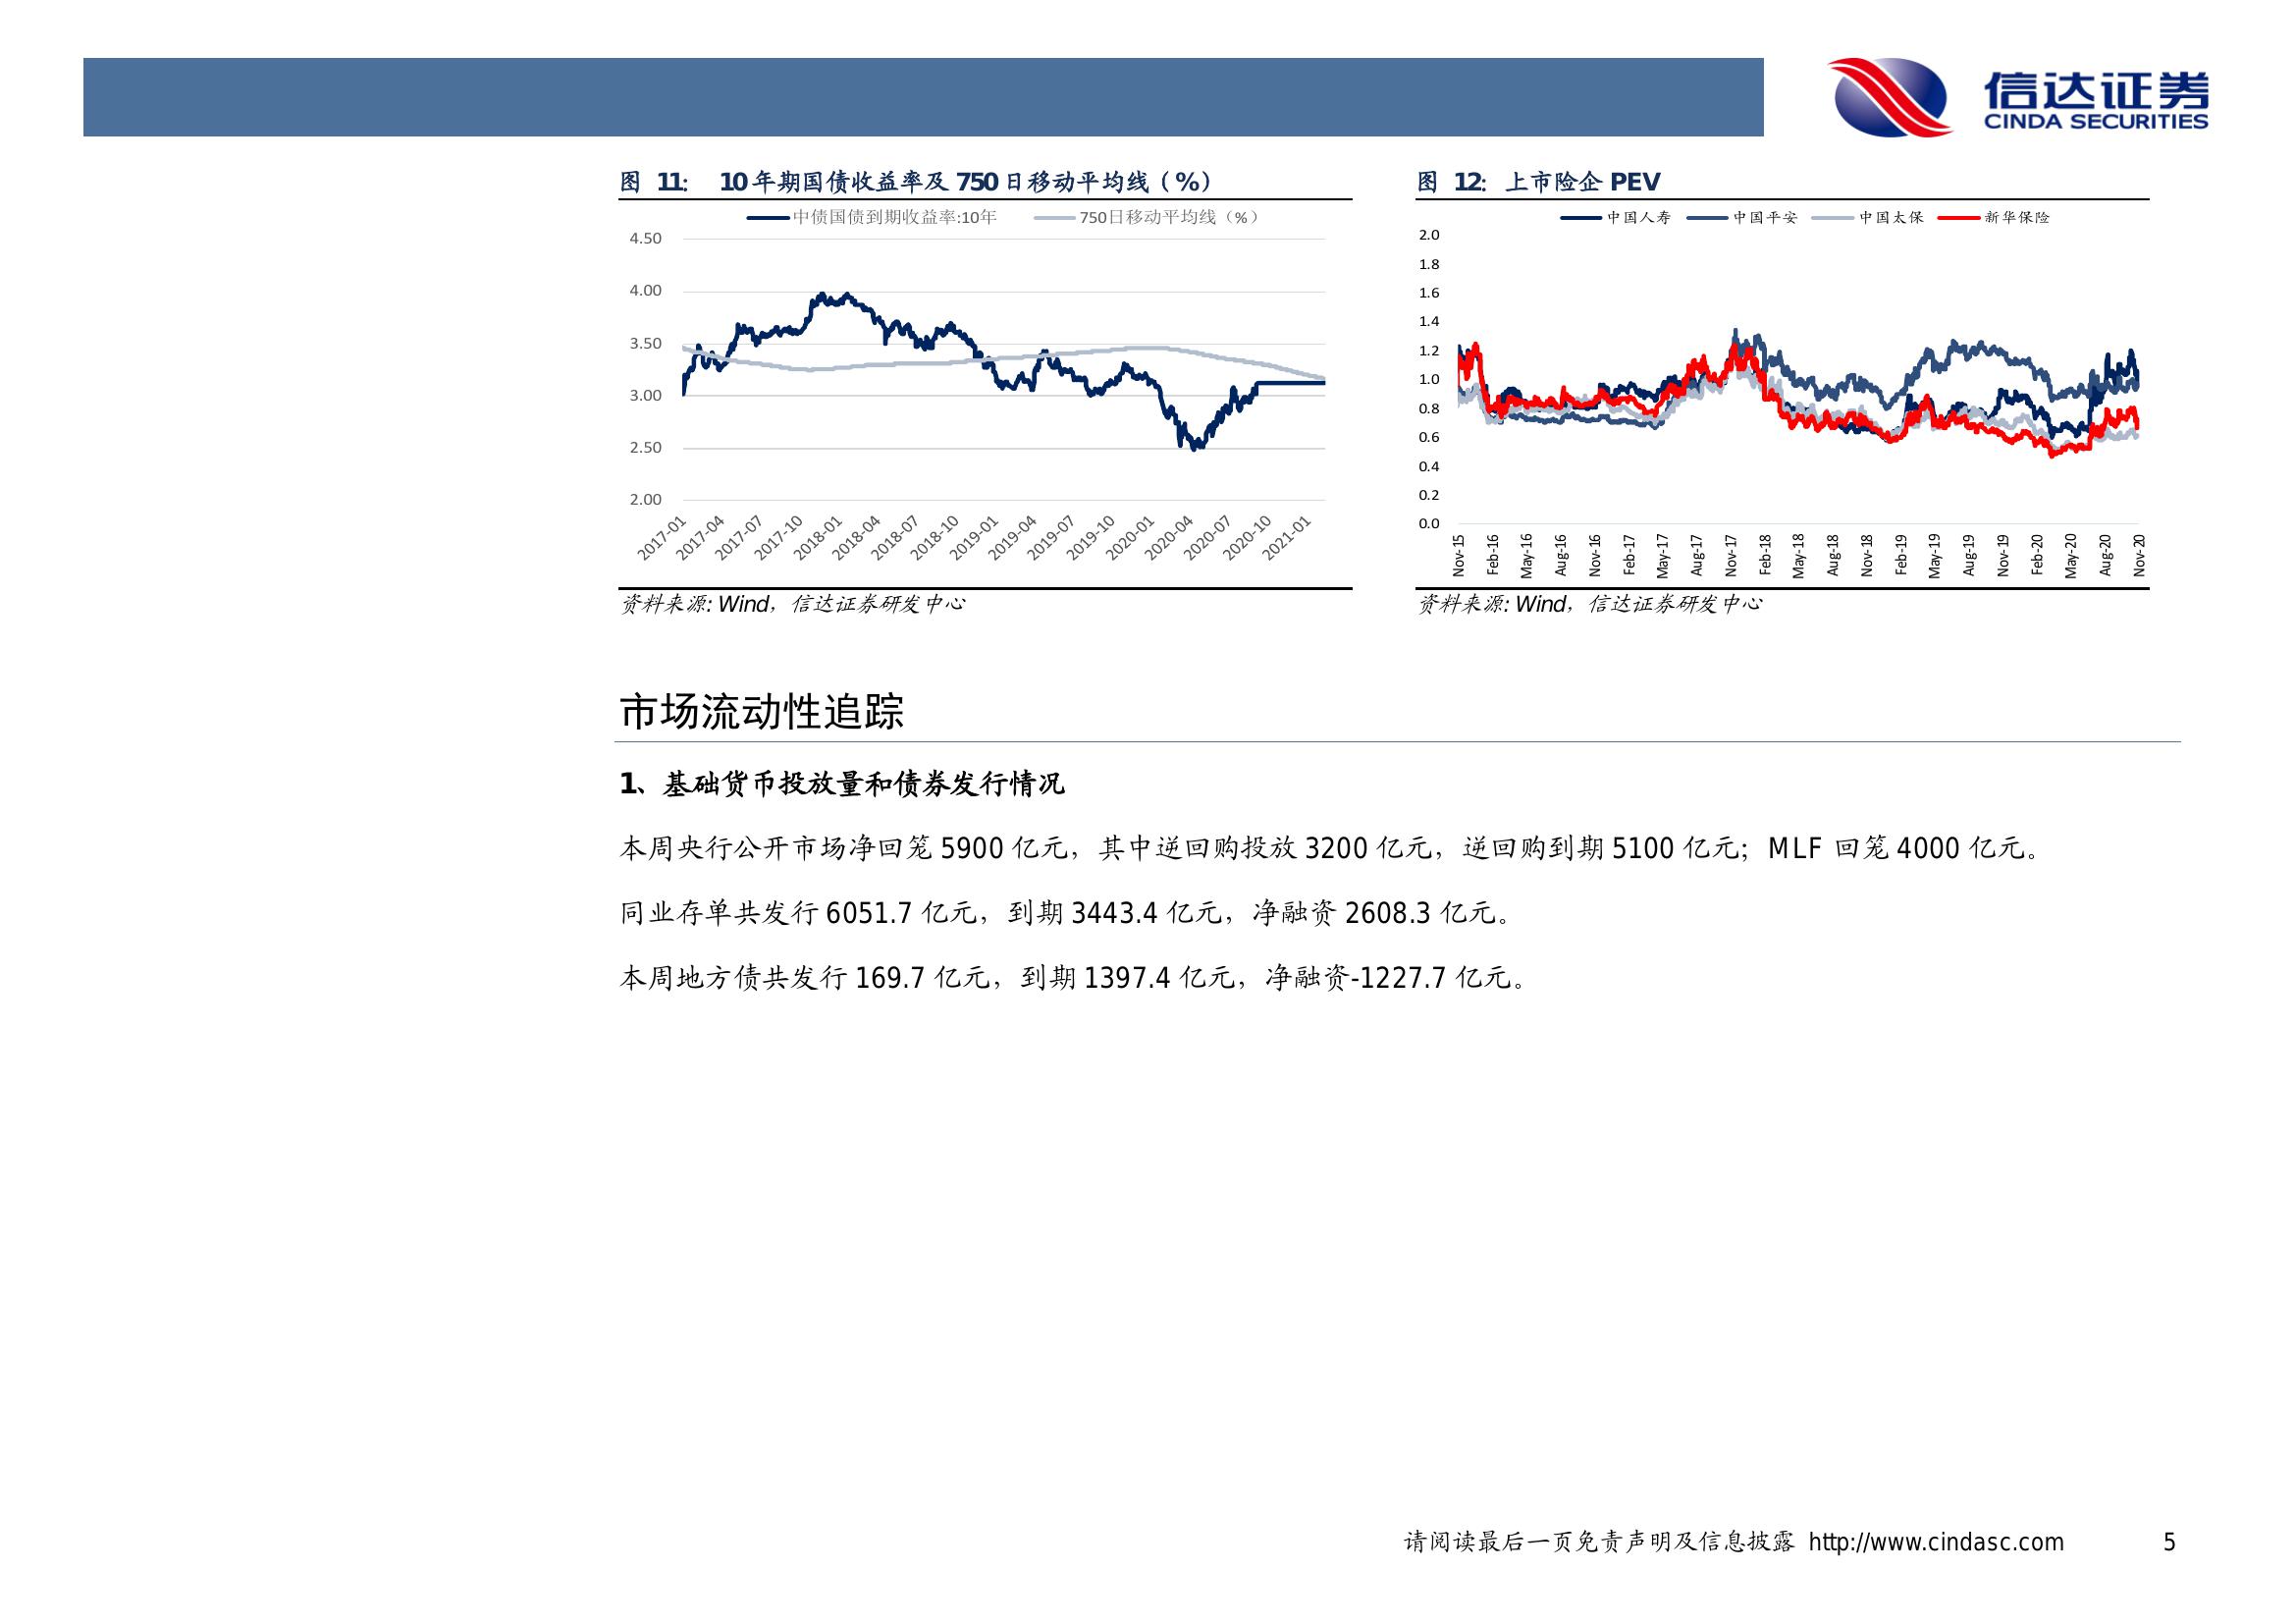 信达证券
CINDA SECURITIES
图 11: 10 年期国债收益率及 750 日移动平均线（%）
中债国债到期收益率:10年 750日移动平均线（%）
4.50
4.00
3.50
3.00
2.50
2.00
2017-01 2017-04 2017-07 2017-10 2018-01 2018-04 2018-07 2018-10 2019-01 2019-04 2019-07 2019-10 2020-01 2020-04 2020-07 2020-10 2021-01
资料来源: Wind，信达证券研发中心
图 12: 上市险企 PEV
中国人寿 中国平安 中国太保 新华保险
2.0
1.8
1.6
1.4
1.2
1.0
0.8
0.6
0.4
0.2
0.0
Nov-15 Feb-16 May-16 Aug-16 Nov-16 Feb-17 May-17 Aug-17 Nov-17 Feb-18 May-18 Aug-18 Nov-18 Feb-19 May-19 Aug-19 Nov-19 Feb-20 May-20 Aug-20 Nov-20
资料来源: Wind，信达证券研发中心
市场流动性追踪
1、基础货币投放量和债券发行情况
本周央行公开市场净回笼 5900 亿元，其中逆回购投放 3200 亿元，逆回购到期 5100 亿元；MLF 回笼 4000 亿元。
同业存单共发行 6051.7 亿元，到期 3443.4 亿元，净融资 2608.3 亿元。
本周地方债共发行 169.7 亿元，到期 1397.4 亿元，净融资-1227.7 亿元。
请阅读最后一页免责声明及信息披露 http://www.cindasc.com 5